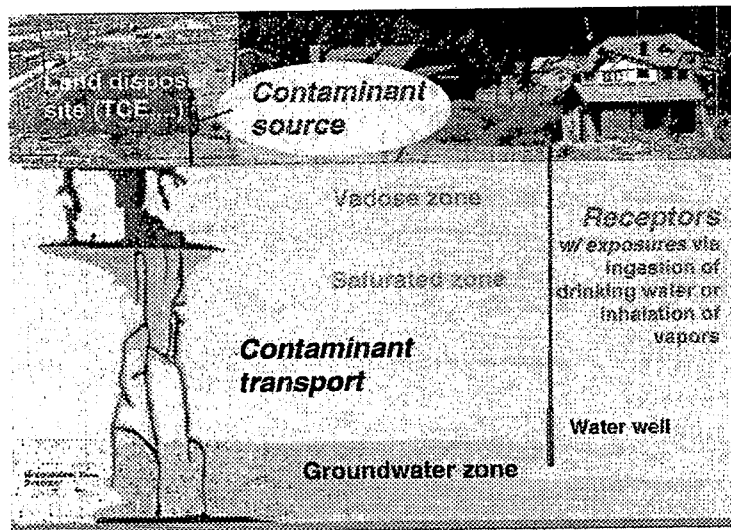 Land dispos
site (TCE ...)
Contaminant
source
Vadose zone
Saturated zone
Receptors
w/ exposures via
ingestion of
drinking water or
inhalation of
vapors
Contaminant
transport
Water well
Groundwater zone